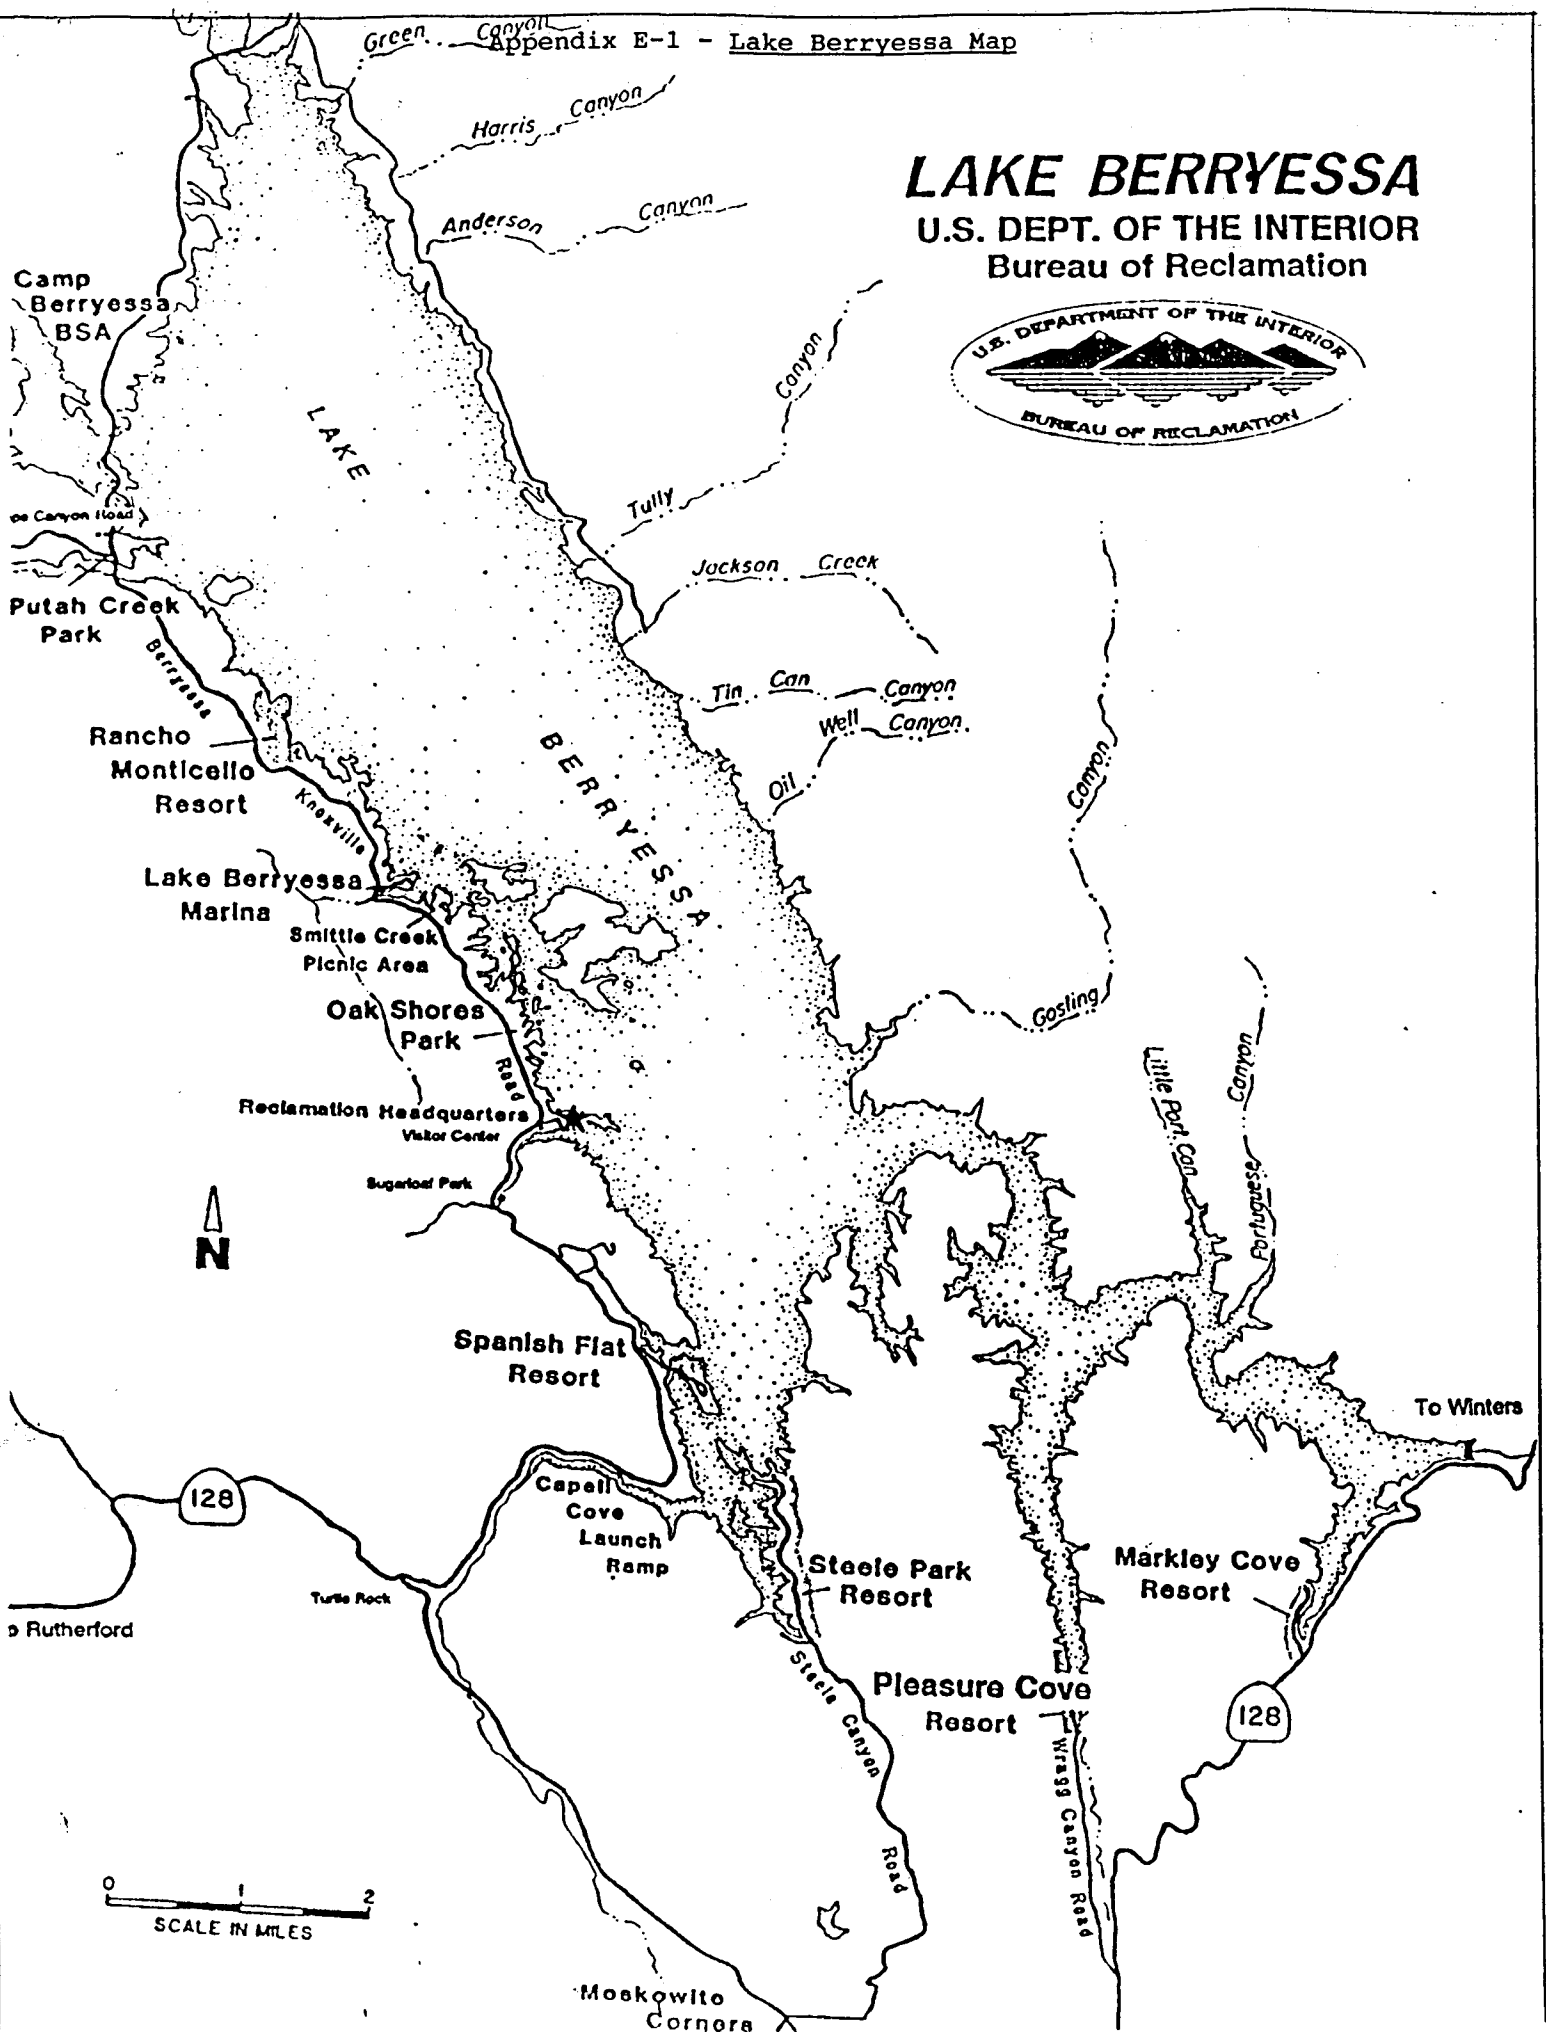 Appendix E-1 - Lake Berryessa Map
Green Canyon
Harris Canyon
Anderson Canyon
LAKE BERRYESSA
U.S. DEPT. OF THE INTERIOR
Bureau of Reclamation
U.S. DEPARTMENT OF THE INTERIOR
BUREAU OF RECLAMATION
Camp
Berryessa
BSA
Canyon
Tully
LAKE
Canyon Road
Jackson Creek
Putah Creek
Park
Berryessa
Tin Can Canyon
Well Canyon
Oil
BERRYESSA
Canyon
Rancho
Monticello
Resort
Knoxville
Lake Berryessa
Marina
Smittle Creek
Picnic Area
Oak Shores
Park
Gosling
Road
Little Port. Can
Canyon
Portuguese
Reclamation Headquarters
Visitor Center
Sugarloaf Park
N
Spanish Flat
Resort
To Winters
128
Capell
Cove
Launch
Ramp
Steele Park
Resort
Markley Cove
Resort
Turtle Rock
Rutherford
Steele Canyon
Pleasure Cove
Resort
128
Wragg Canyon Road
Road
0 1 2
SCALE IN MILES
Moskowito
Corners